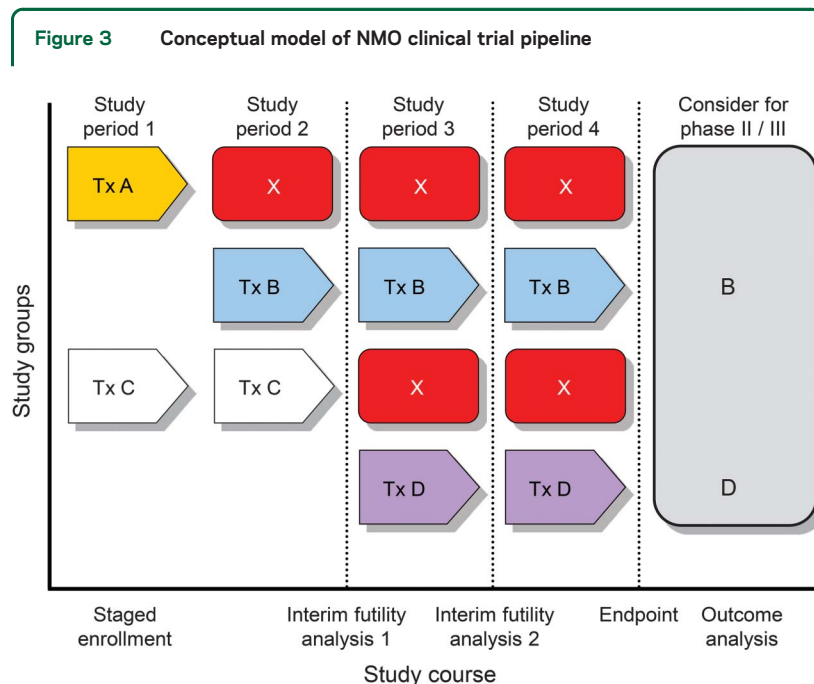 Figure 3 Conceptual model of NMO clinical trial pipeline
Study
period 1
Study
period 2
Study
period 3
Study
period 4
Consider for
phase II / III
Tx A
X
X
X
Tx B
Tx B
Tx B
B
Tx C
Tx C
X
X
Tx D
Tx D
D
Study groups
Staged
enrollment
Interim futility
analysis 1
Interim futility
analysis 2
Endpoint
Outcome
analysis
Study course